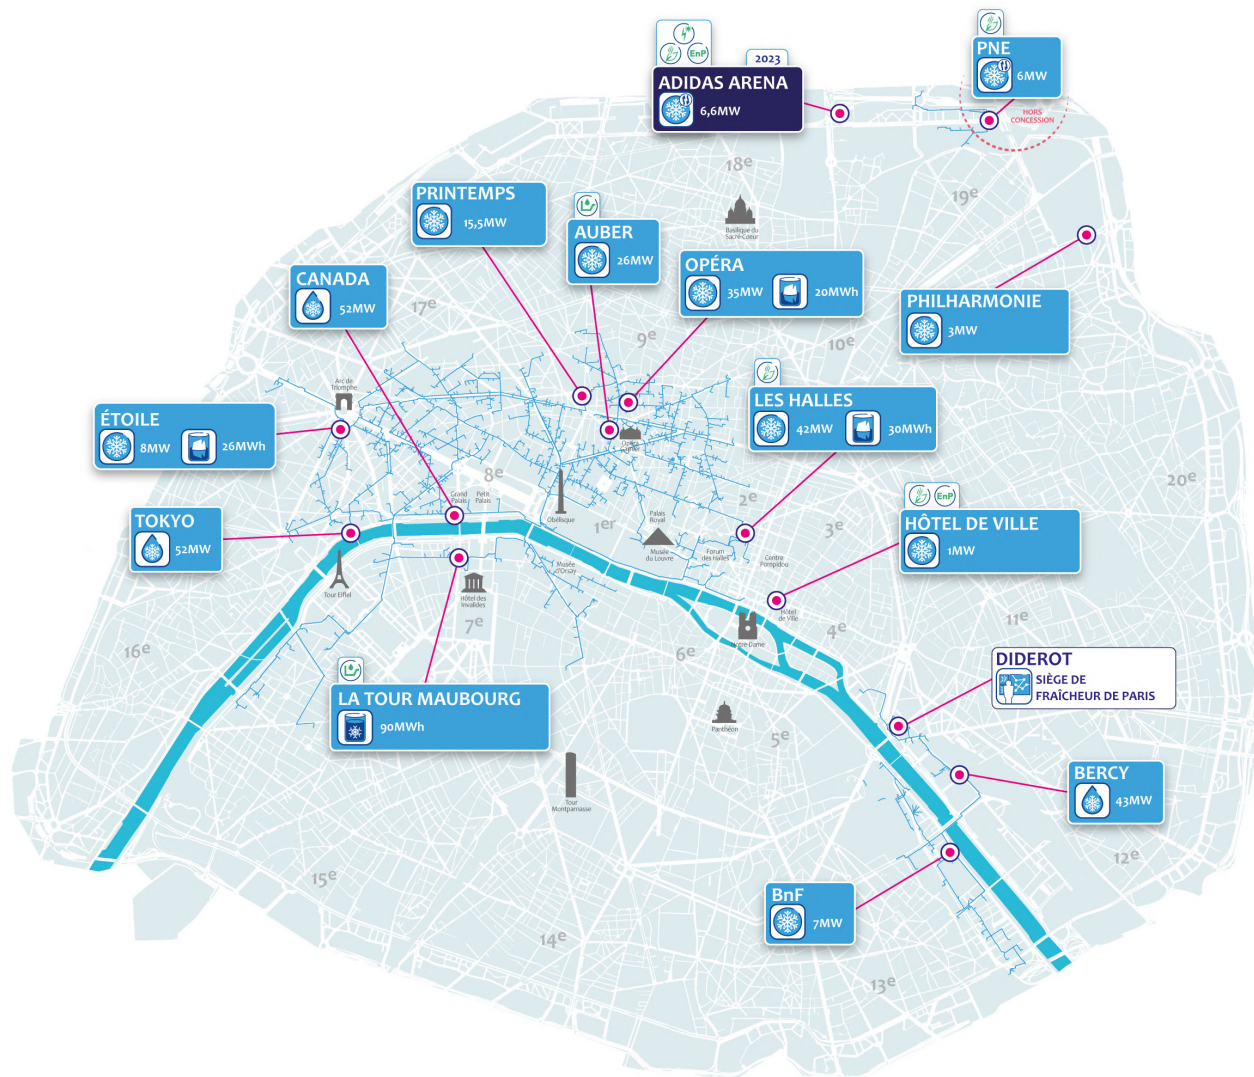 2023
ADIDAS ARENA
6,6MW
EnP
PNE
6MW
HORS
CONCESSION
18e
19e
Basilique du
Sacré-Coeur
PRINTEMPS
15,5MW
AUBER
26MW
OPÉRA
35MW
20MWh
CANADA
52MW
17e
9e
10e
PHILHARMONIE
3MW
Arc de
Triomphe
ÉTOILE
8MW
26MWh
LES HALLES
42MW
30MWh
Opéra
Garnier
8e
Grand
Palais
Petit
Palais
Obélisque
1er
2e
3e
20e
Palais
Royal
Musée
du Louvre
Forum
des Halles
Centre
Pompidou
EnP
HÔTEL DE VILLE
1MW
TOKYO
52MW
Tour Eiffel
Musée
d'Orsay
Hôtel des
Invalides
7e
Hôtel
de Ville
Notre-Dame
4e
11e
16e
6e
5e
Panthéon
LA TOUR MAUBOURG
90MWh
DIDEROT
SIÈGE DE
FRAÎCHEUR DE PARIS
BERCY
43MW
Tour
Montparnasse
12e
15e
BnF
7MW
14e
13e